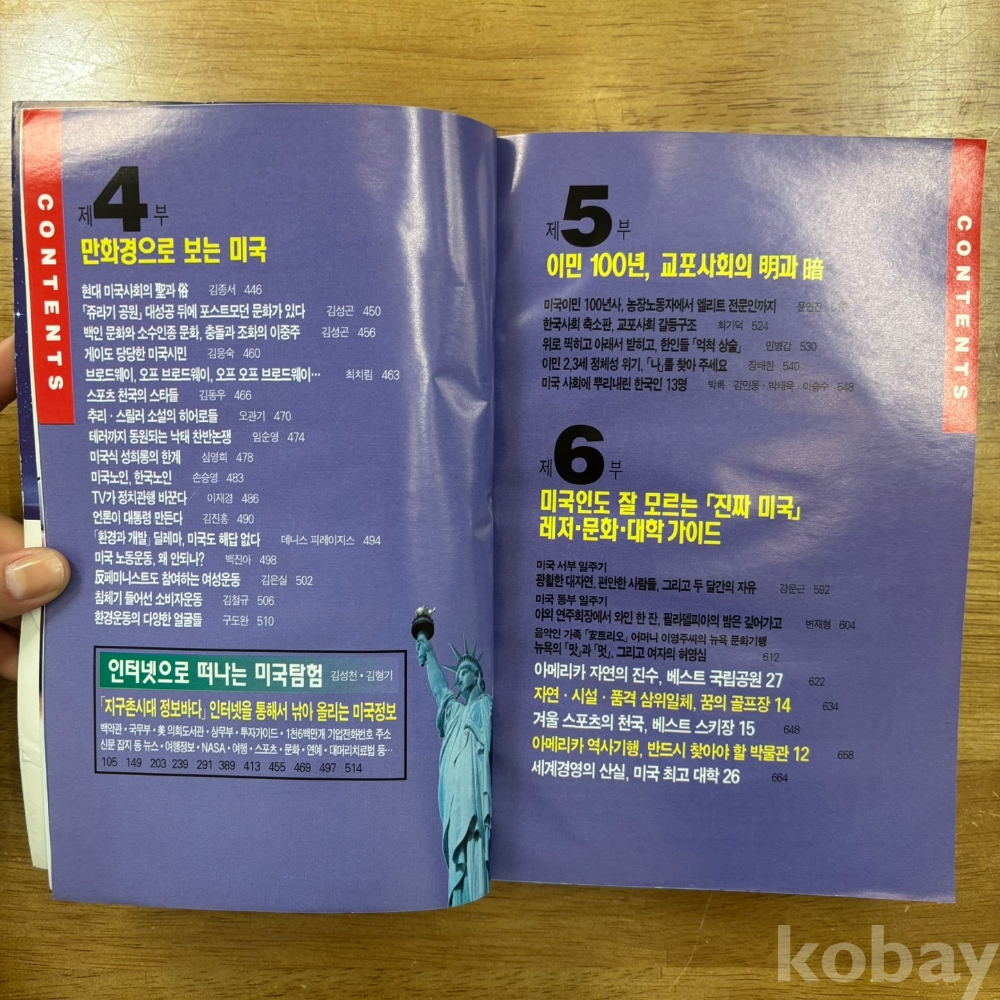 CONTENTS
제4부
만화경으로 보는 미국
현대 미국사회의 聖과 俗 김종서 446
「쥬라기 공원」 대성공 뒤에 포스트모던 문화가 있다 김성곤 450
백인 문화와 소수인종 문화, 충돌과 조화의 이중주 김성곤 456
게이도 당당한 미국시민 김응숙 460
브로드웨이, 오프 브로드웨이, 오프 오프 브로드웨이… 최치림 463
스포츠 천국의 스타들 김동우 466
추리·스릴러 소설의 히어로들 오관기 470
테러까지 동원되는 낙태 찬반논쟁 임순영 474
미국식 성희롱의 한계 심영희 478
미국노인, 한국노인 손승영 483
TV가 정치관행 바꾼다 이재경 486
언론이 대통령 만든다 김진홍 490
「환경과 개발」 딜레마, 미국도 해답 없다 데니스 피레이지스 494
미국 노동운동, 왜 안되나? 백진아 498
反페미니스트도 참여하는 여성운동 김은실 502
침체기 들어선 소비자운동 김철규 506
환경운동의 다양한 얼굴들 구도완 510
인터넷으로 떠나는 미국탐험 김성천·김형기
「지구촌시대 정보바다」 인터넷을 통해서 낚아 올리는 미국정보
백악관·국무부·美 의회도서관·상무부·투자가이드·1천6백만개 기업전화번호 주소
신문 잡지 등 뉴스·여행정보·NASA·여행·스포츠·문화·연예·대머리치료법 등…
105 149 203 239 291 389 413 455 469 497 514
CONTENTS
제5부
이민 100년, 교포사회의 明과 暗
미국이민 100년사, 농장노동자에서 엘리트 전문인까지 윤인진
한국사회 축소판, 교포사회 갈등구조 최기덕 524
위로 찍히고 아래서 받히고, 한인들 「억척 상술」 민병갑 530
이민 2,3세 정체성 위기, 「나」를 찾아 주세요 장태한 540
미국 사회에 뿌리내린 한국인 13명 박록·김민웅·박태욱·이승수 548
제6부
미국인도 잘 모르는 「진짜 미국」
레저·문화·대학 가이드
미국 서부 일주기
광활한 대자연, 편안한 사람들, 그리고 두 달간의 자유 강문근 592
미국 동부 일주기
야외 연주회장에서 와인 한 잔, 필라델피아의 밤은 깊어가고 변재형 604
음악인 가족 「安트리오」 어머니 이영주씨의 뉴욕 문화기행
뉴욕의 「맛」과 「멋」, 그리고 여자의 허영심 612
아메리카 자연의 진수, 베스트 국립공원 27 622
자연·시설·품격 삼위일체, 꿈의 골프장 14 634
겨울 스포츠의 천국, 베스트 스키장 15 648
아메리카 역사기행, 반드시 찾아야 할 박물관 12 658
세계경영의 산실, 미국 최고 대학 26 664
kobay